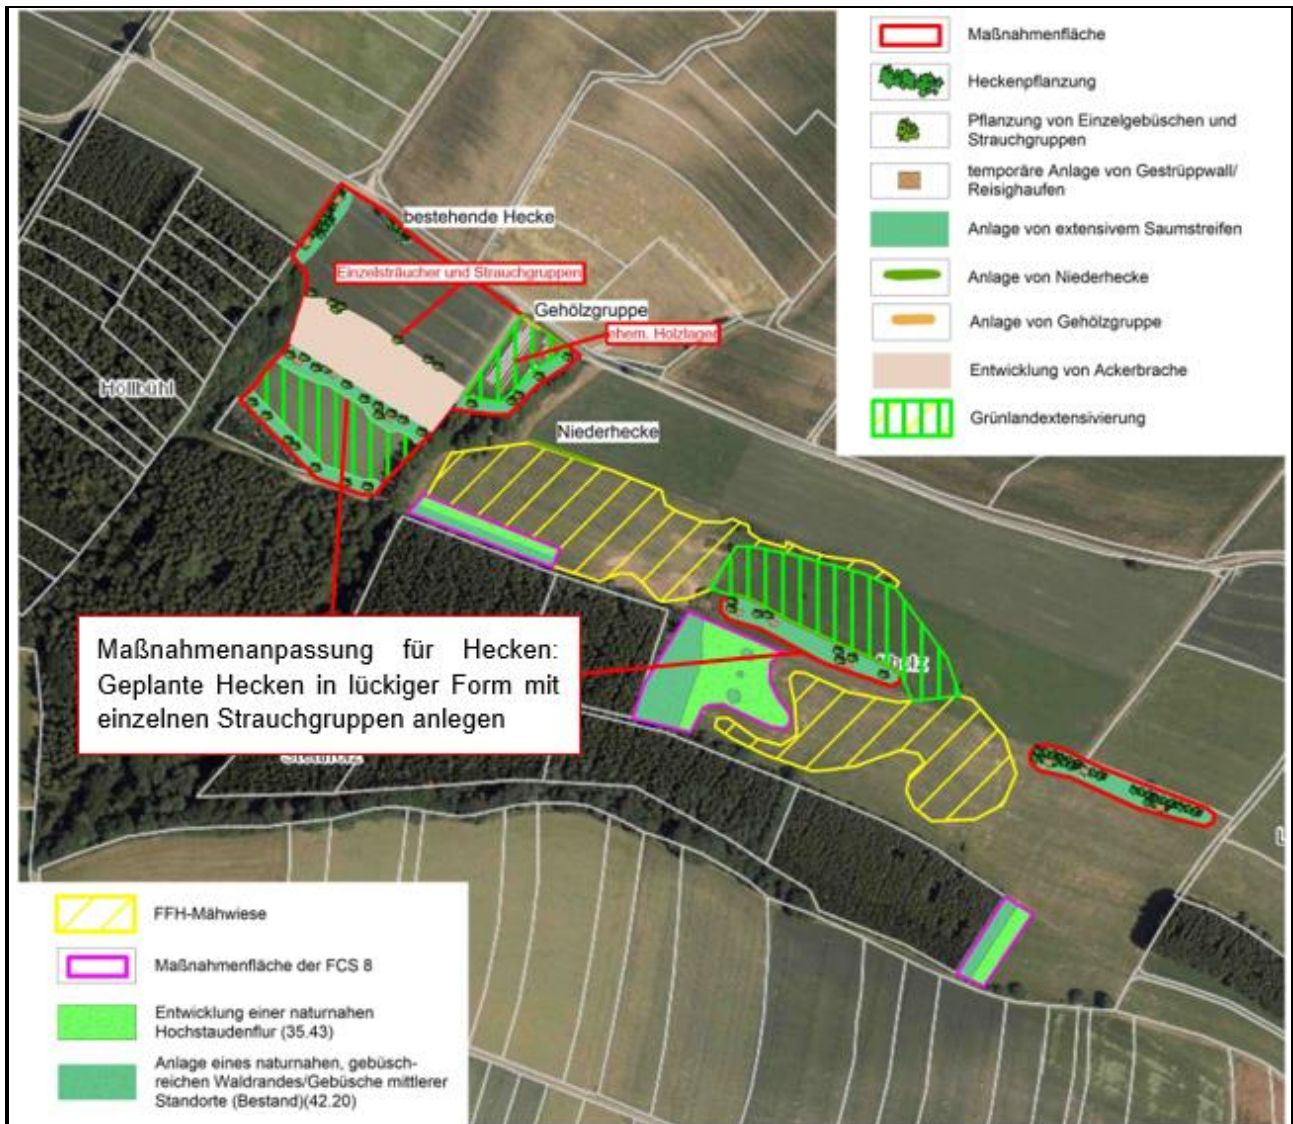 Maßnahmenfläche
Heckenpflanzung
Pflanzung von Einzelgebüschen und
Strauchgruppen
temporäre Anlage von Gestrüppwall/
Reisighaufen
Anlage von extensivem Saumstreifen
Anlage von Niederhecke
Anlage von Gehölzgruppe
Entwicklung von Ackerbrache
Grünlandextensivierung
bestehende Hecke
Einzelsträucher und Strauchgruppen
Gehölzgruppe
ehem. Holzlager
Höllbühl
Niederhecke
Maßnahmenanpassung für Hecken:
Geplante Hecken in lückiger Form mit
einzelnen Strauchgruppen anlegen
FFH-Mähwiese
Maßnahmenfläche der FCS 8
Entwicklung einer naturnahen
Hochstaudenflur (35.43)
Anlage eines naturnahen, gebüsch-
reichen Waldrandes/Gebüsche mittlerer
Standorte (Bestand)(42.20)